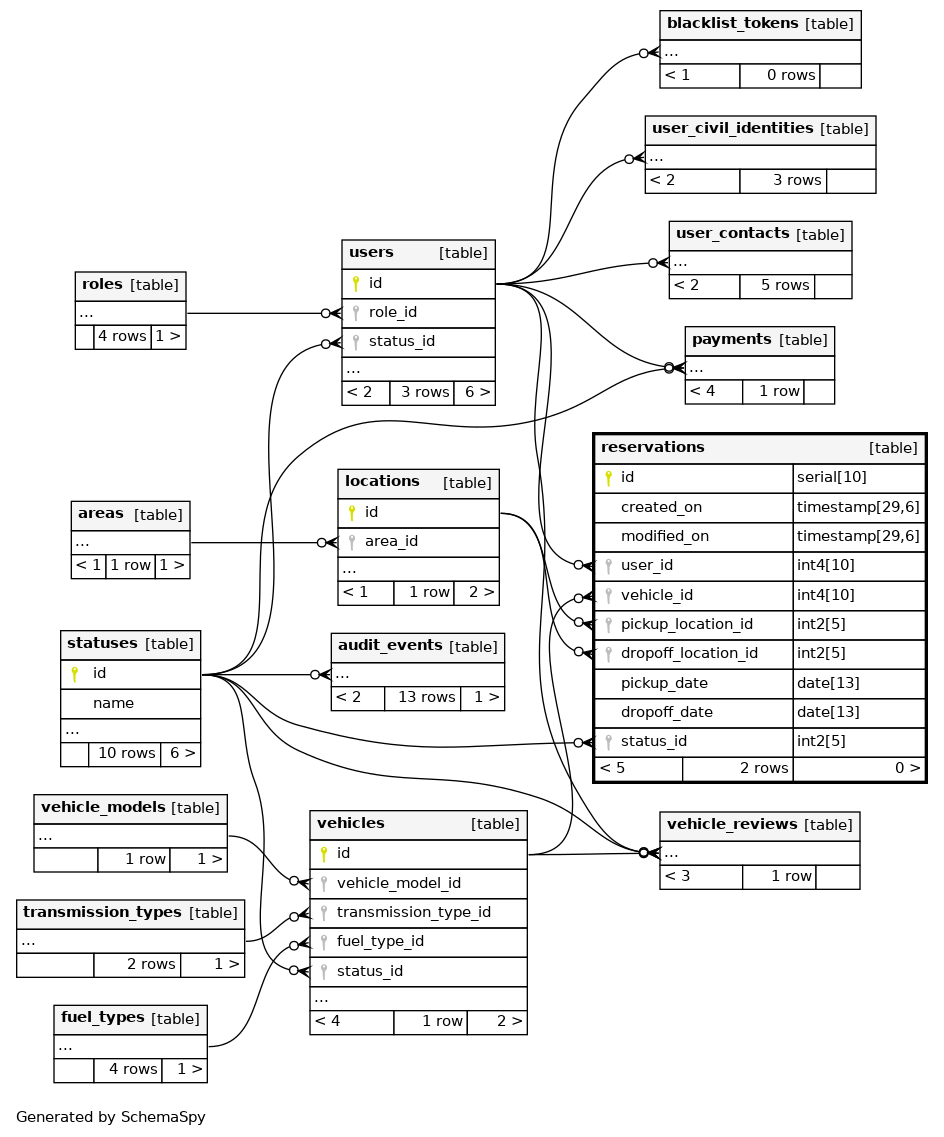 blacklist_tokens [table]
...
< 1 0 rows
user_civil_identities [table]
...
< 2 3 rows
user_contacts [table]
...
< 2 5 rows
users [table]
id
role_id
status_id
...
< 2 3 rows 6 >
roles [table]
...
4 rows 1 >
payments [table]
...
< 4 1 row
reservations [table]
id serial[10]
created_on timestamp[29,6]
modified_on timestamp[29,6]
user_id int4[10]
vehicle_id int4[10]
pickup_location_id int2[5]
dropoff_location_id int2[5]
pickup_date date[13]
dropoff_date date[13]
status_id int2[5]
< 5 2 rows 0 >
locations [table]
id
area_id
...
< 1 1 row 2 >
areas [table]
...
< 1 1 row 1 >
statuses [table]
id
name
...
10 rows 6 >
audit_events [table]
...
< 2 13 rows 1 >
vehicle_models [table]
...
1 row 1 >
vehicles [table]
id
vehicle_model_id
transmission_type_id
fuel_type_id
status_id
...
< 4 1 row 2 >
vehicle_reviews [table]
...
< 3 1 row
transmission_types [table]
...
2 rows 1 >
fuel_types [table]
...
4 rows 1 >
Generated by SchemaSpy